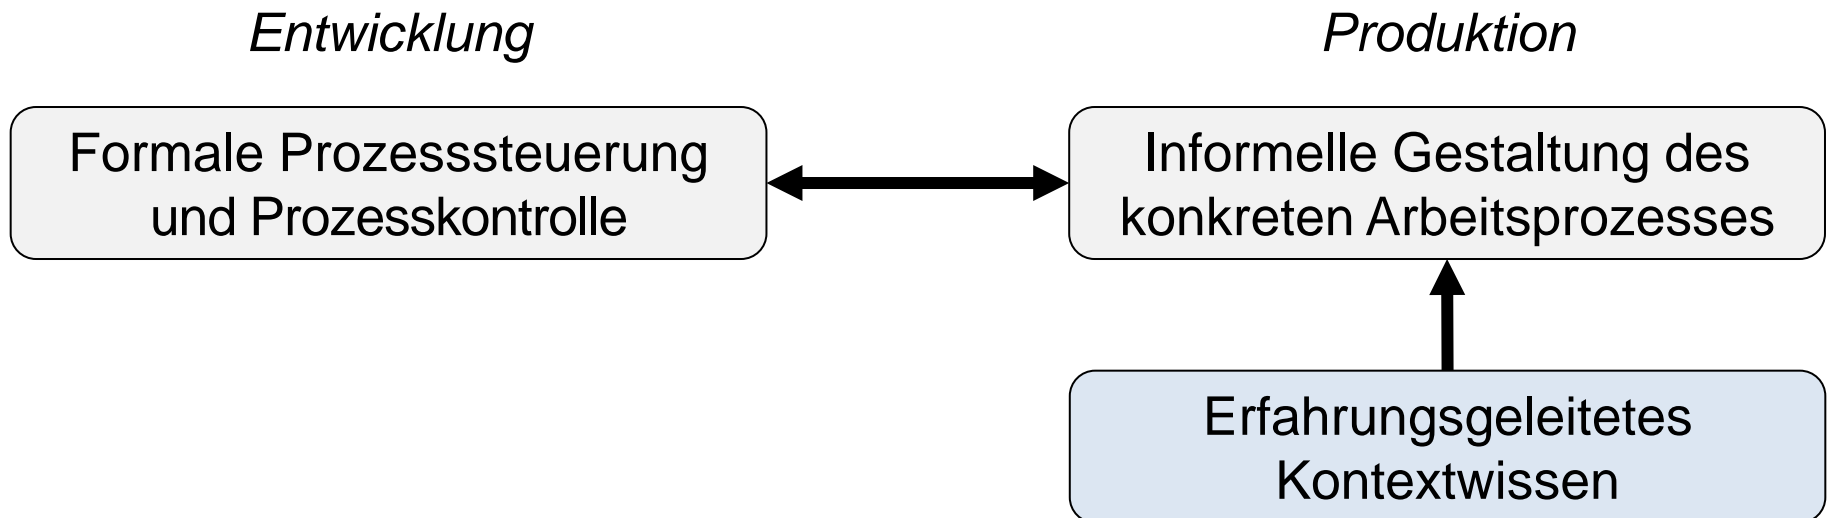 Entwicklung
Produktion
Formale Prozesssteuerung
und Prozesskontrolle
Informelle Gestaltung des
konkreten Arbeitsprozesses
Erfahrungsgeleitetes
Kontextwissen